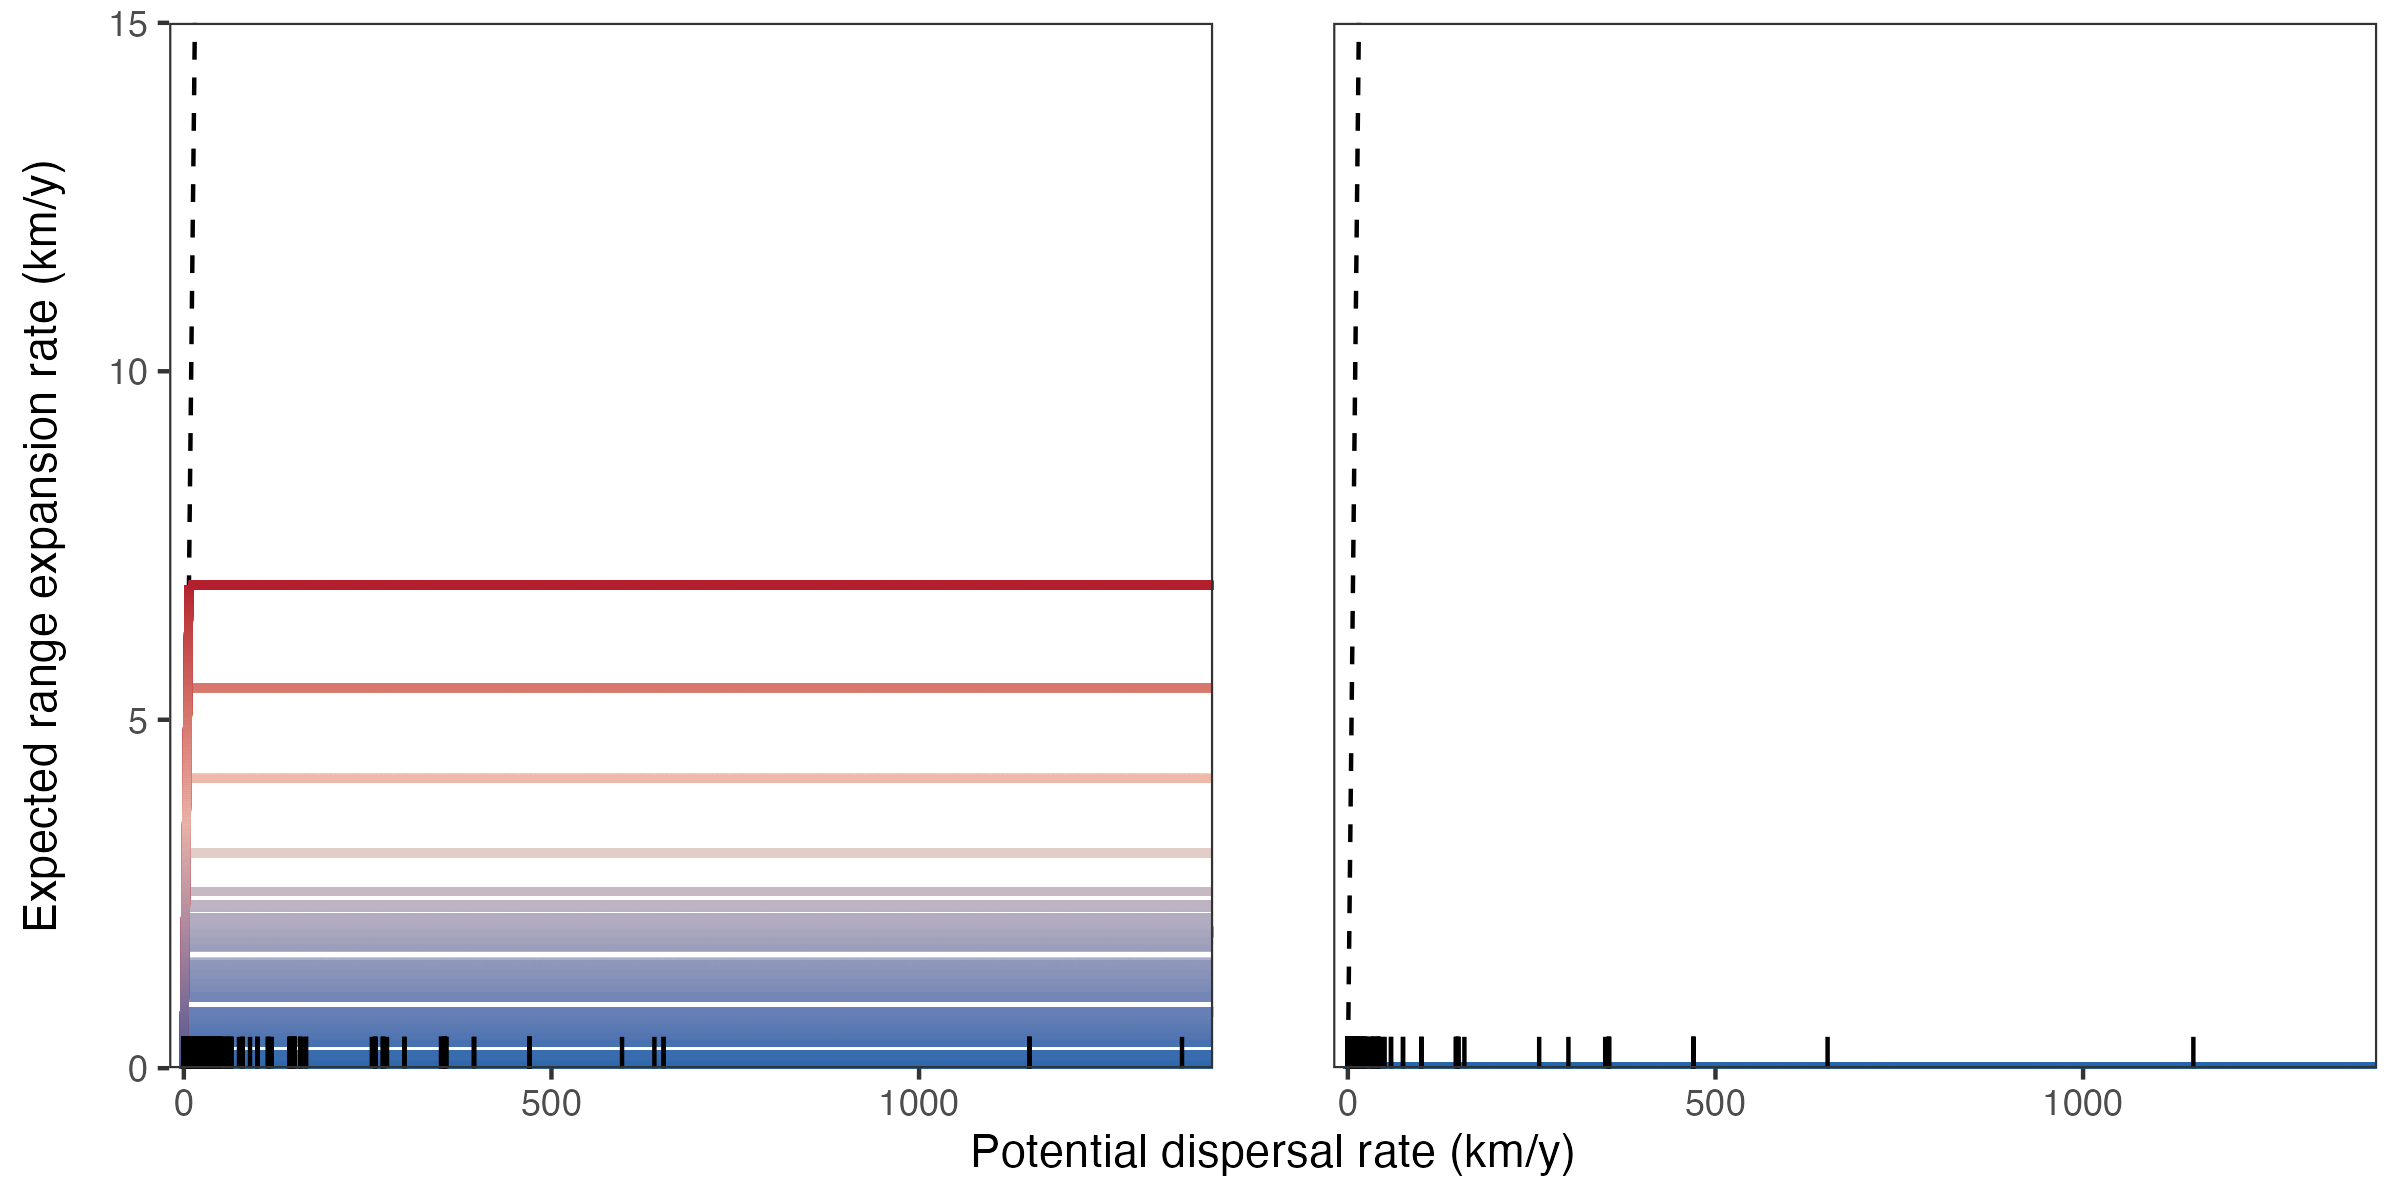 Expected range expansion rate (km/y)
15
10
5
0
0 500 1000
0 500 1000
Potential dispersal rate (km/y)